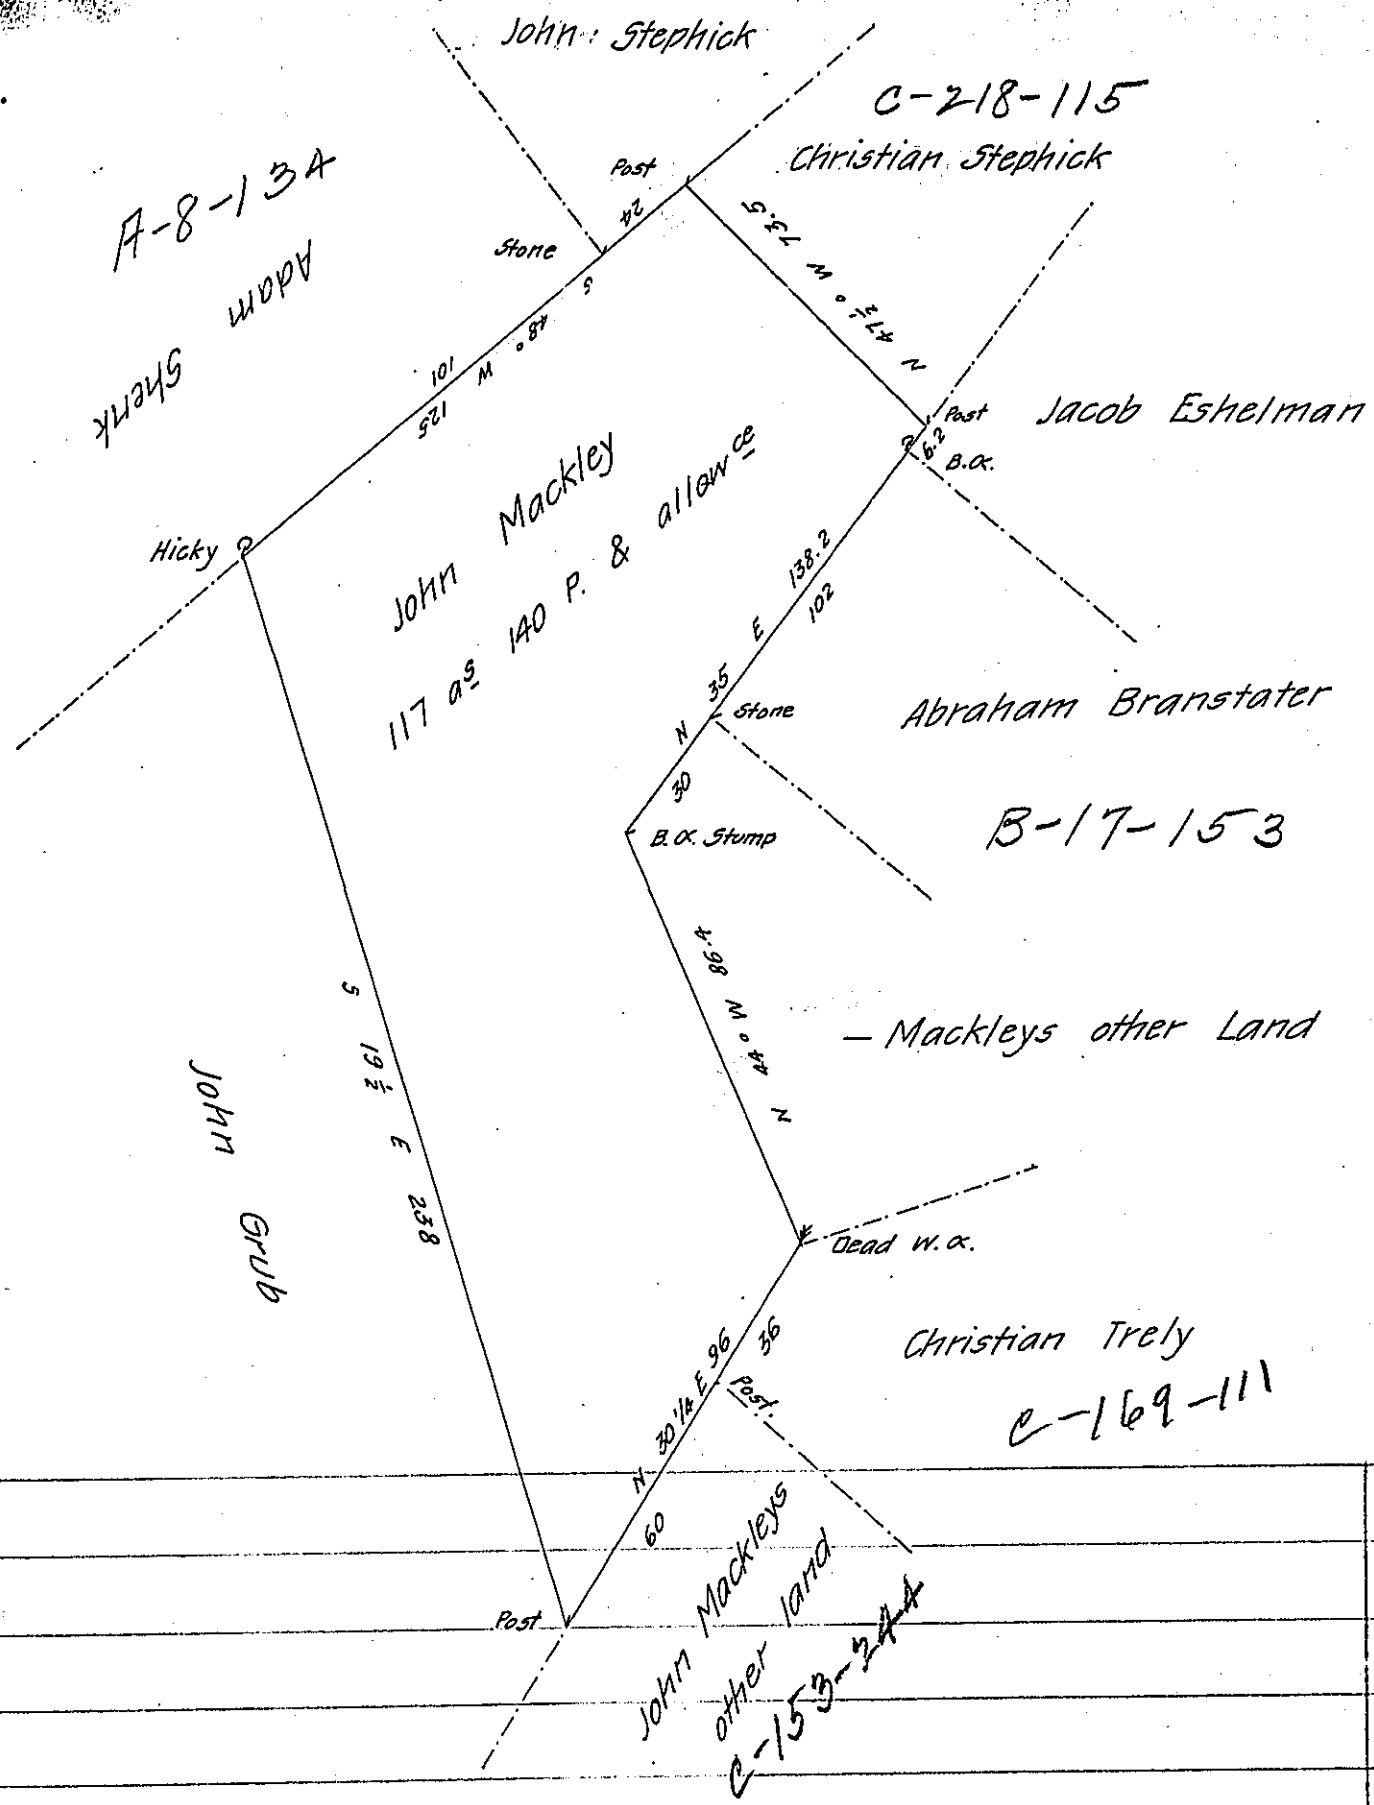 John Stephick
C-218-115
Christian Stephick
A-8-134
Adam Shenk
Post
24
Stone
S 48° W
101
125
N 47½° W 73.5
Post
Jacob Eshelman
6.2
B.O.
Hicky
John Mackley
117 as 140 P. & allowce
138.2
102
N 35 E
Stone
30
Abraham Branstater
B-17-153
B.O. Stump
N 44° W 86.4
— Mackleys other Land
S 19½ E 238
John Grub
Dead W.O.
Christian Trely
C-169-111
N 30 1/4 E 96
36
Post.
60
Post
John Mackleys
other land
C-153-244